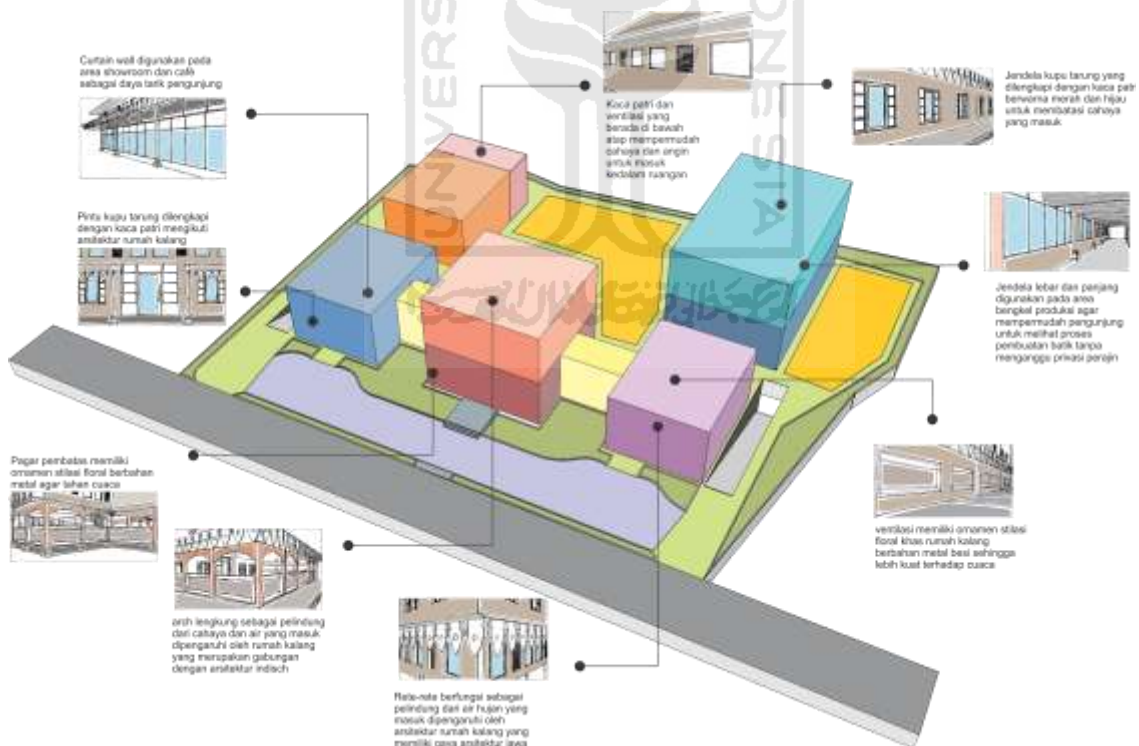 Curtain wall digunakan pada
area showroom dan café
sebagai daya tarik pengunjung
Pintu kupu tarung dilengkapi
dengan kaca patri mengikuti
arsitektur rumah kalang
Pagar pembatas memiliki
ornamen stilasi floral berbahan
metal agar tahan cuaca
arch lengkung sebagai pelindung
dari cahaya dan air yang masuk
dipengaruhi oleh rumah kalang
yang merupakan gabungan
dengan arsitektur indisch
Rete-rete berfungsi sebagai
pelindung dari air hujan yang
masuk dipengaruhi oleh
arsitektur rumah kalang yang
memiliki gaya arsitektur jawa
Kaca patri dan
ventilasi yang
berada di bawah
atap mempermudah
cahaya dan angin
untuk masuk
kedalam ruangan
Jendela kupu tarung yang
dilengkapi dengan kaca patri
berwarna merah dan hijau
untuk membatasi cahaya
yang masuk
Jendela lebar dan panjang
digunakan pada area
bengkel produksi agar
mempermudah pengunjung
untuk melihat proses
pembuatan batik tanpa
menganggu privasi perajin
ventilasi memiliki ornamen stilasi
floral khas rumah kalang
berbahan metal besi sehingga
lebih kuat terhadap cuaca
UNIVERS
ONESIA